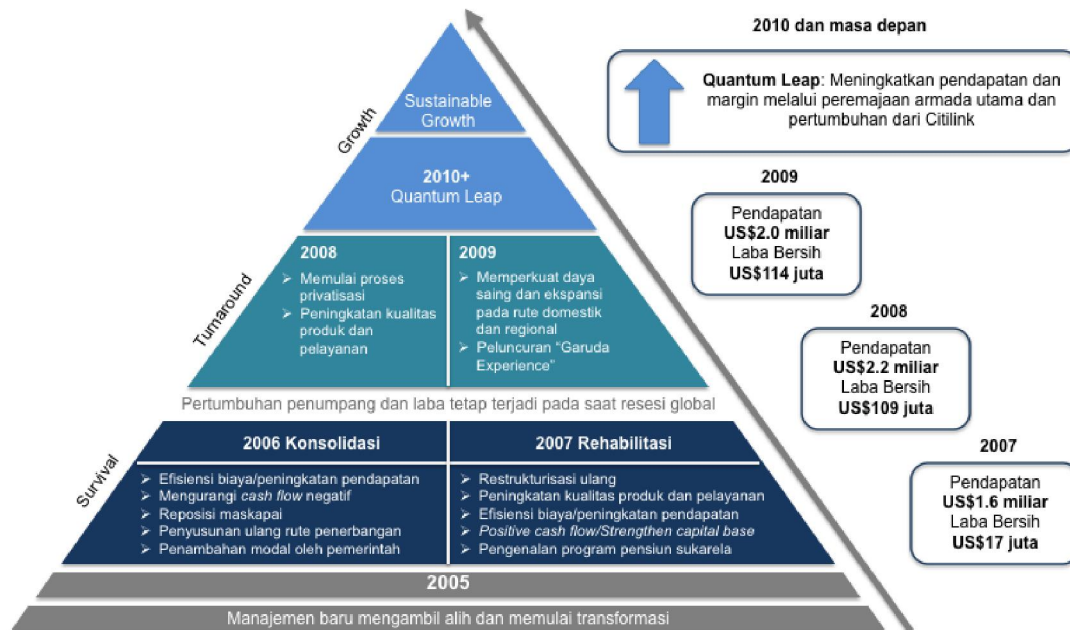 2010 dan masa depan
Quantum Leap: Meningkatkan pendapatan dan
margin melalui peremajaan armada utama dan
pertumbuhan dari Citilink
Growth
Sustainable
Growth
2010+
Quantum Leap
2009
Pendapatan
US$2.0 miliar
Laba Bersih
US$114 juta
Turnaround
2008
➢ Memulai proses
privatisasi
➢ Peningkatan kualitas
produk dan
pelayanan
2009
➢ Memperkuat daya
saing dan ekspansi
pada rute domestik
dan regional
➢ Peluncuran “Garuda
Experience”
2008
Pendapatan
US$2.2 miliar
Laba Bersih
US$109 juta
Pertumbuhan penumpang dan laba tetap terjadi pada saat resesi global
Survival
2006 Konsolidasi
➢ Efisiensi biaya/peningkatan pendapatan
➢ Mengurangi cash flow negatif
➢ Reposisi maskapai
➢ Penyusunan ulang rute penerbangan
➢ Penambahan modal oleh pemerintah
2007 Rehabilitasi
➢ Restrukturisasi ulang
➢ Peningkatan kualitas produk dan pelayanan
➢ Efisiensi biaya/peningkatan pendapatan
➢ Positive cash flow/Strengthen capital base
➢ Pengenalan program pensiun sukarela
2007
Pendapatan
US$1.6 miliar
Laba Bersih
US$17 juta
2005
Manajemen baru mengambil alih dan memulai transformasi